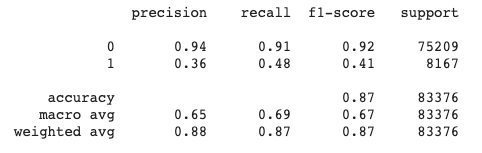 precision recall f1-score support
0 0.94 0.91 0.92 75209
1 0.36 0.48 0.41 8167
accuracy 0.87 83376
macro avg 0.65 0.69 0.67 83376
weighted avg 0.88 0.87 0.87 83376